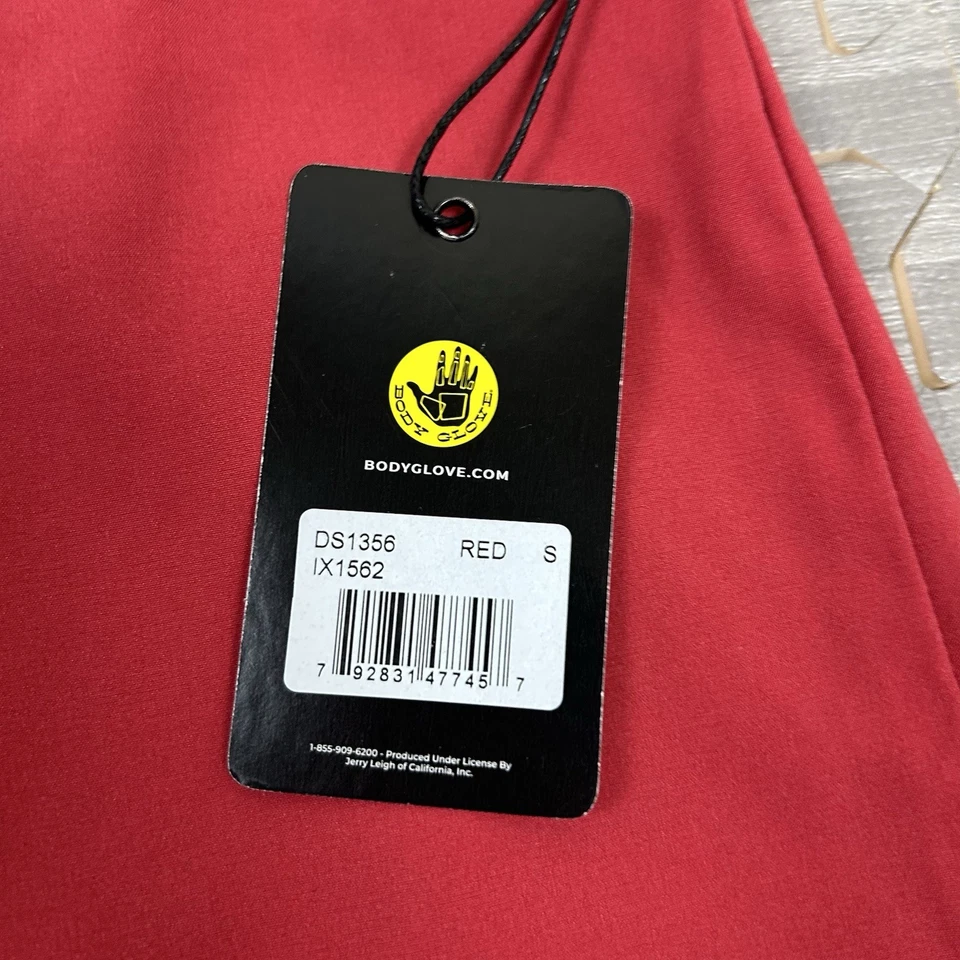 BODY GLOVE
BODYGLOVE.COM
DS1356 RED S
IX1562
7 92831 47745 7
1-855-909-6200 - Produced Under License By
Jerry Leigh of California, Inc.